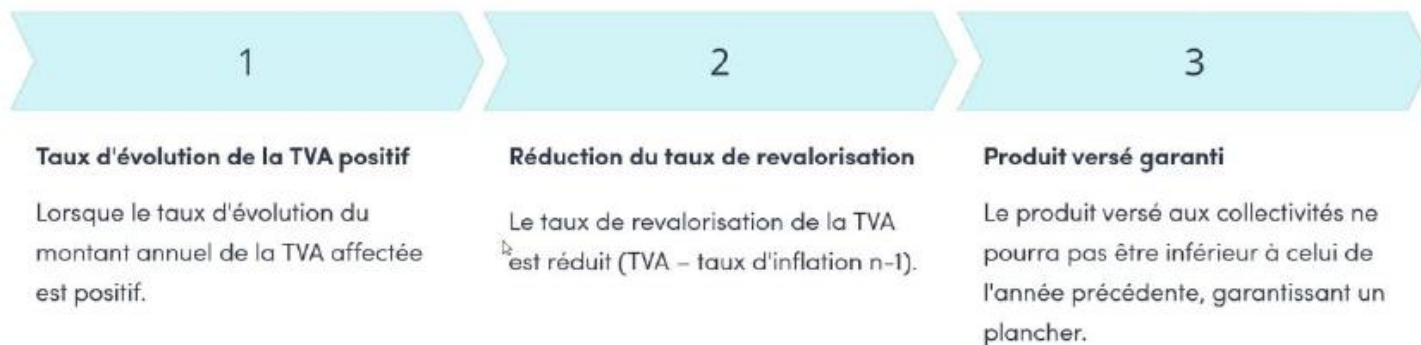 1
Taux d'évolution de la TVA positif
Lorsque le taux d'évolution du
montant annuel de la TVA affectée
est positif.
2
Réduction du taux de revalorisation
Le taux de revalorisation de la TVA
est réduit (TVA – taux d'inflation n-1).
3
Produit versé garanti
Le produit versé aux collectivités ne
pourra pas être inférieur à celui de
l'année précédente, garantissant un
plancher.